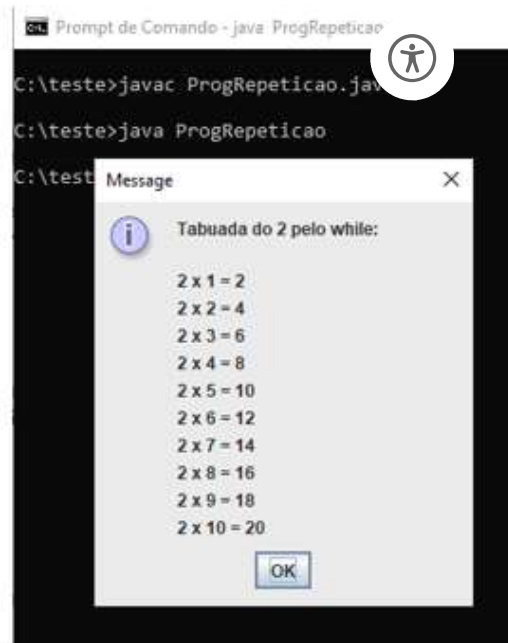 Prompt de Comando - java ProgRepeticao
C:\teste>javac ProgRepeticao.jav
C:\teste>java ProgRepeticao
C:\test
Message
Tabuada do 2 pelo while:
2 x 1 = 2
2 x 2 = 4
2 x 3 = 6
2 x 4 = 8
2 x 5 = 10
2 x 6 = 12
2 x 7 = 14
2 x 8 = 16
2 x 9 = 18
2 x 10 = 20
OK